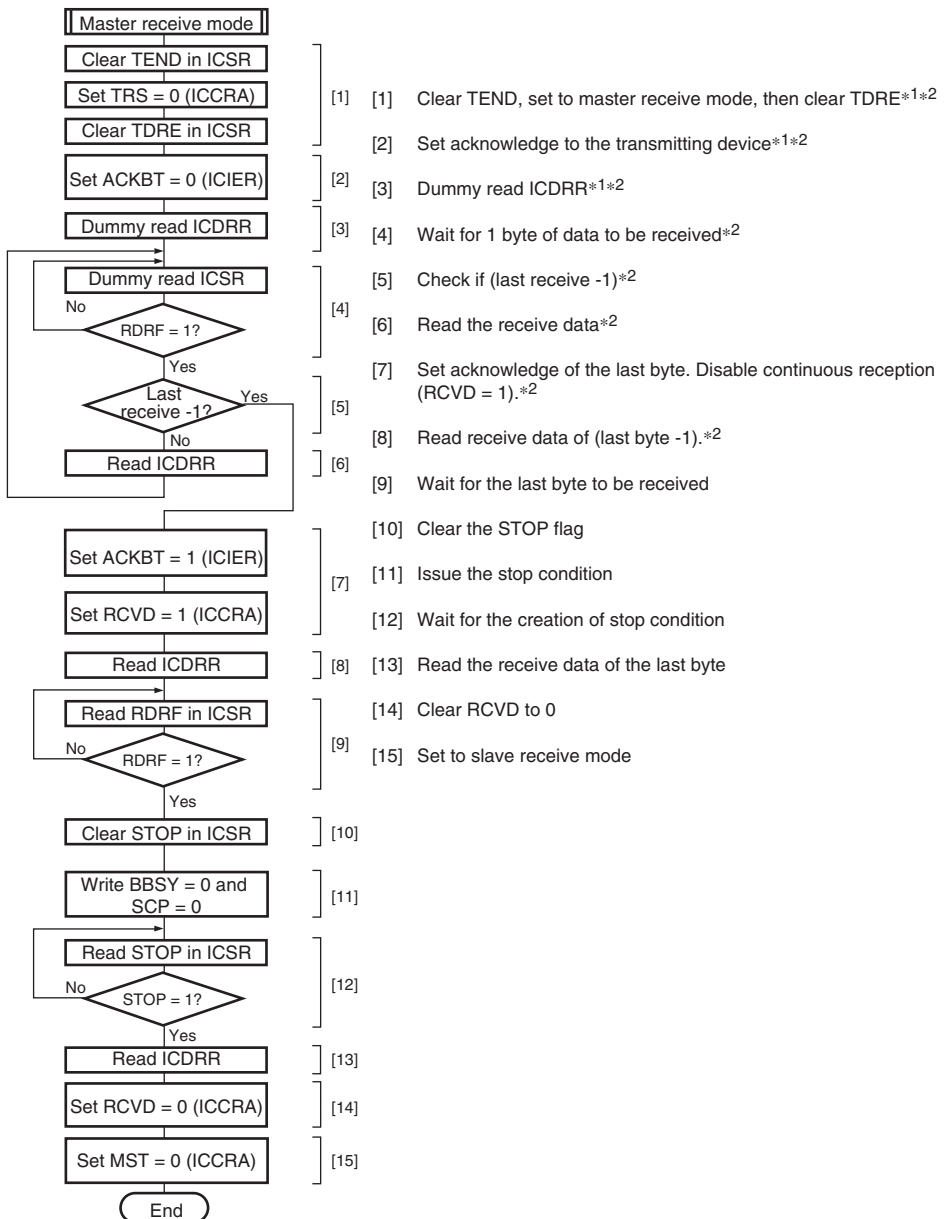 Master receive mode
Clear TEND in ICSR
Set TRS = 0 (ICCRA)
Clear TDRE in ICSR
[1]
Set ACKBT = 0 (ICIER)
[2]
Dummy read ICDRR
[3]
Dummy read ICSR
No
RDRF = 1?
[4]
Yes
Last
receive -1?
Yes
[5]
No
Read ICDRR
[6]
Set ACKBT = 1 (ICIER)
[7]
Set RCVD = 1 (ICCRA)
Read ICDRR
[8]
Read RDRF in ICSR
No
RDRF = 1?
[9]
Yes
Clear STOP in ICSR
[10]
Write BBSY = 0 and
SCP = 0
[11]
Read STOP in ICSR
No
STOP = 1?
[12]
Yes
Read ICDRR
[13]
Set RCVD = 0 (ICCRA)
[14]
Set MST = 0 (ICCRA)
[15]
End
[1] Clear TEND, set to master receive mode, then clear TDRE*1*2
[2] Set acknowledge to the transmitting device*1*2
[3] Dummy read ICDRR*1*2
[4] Wait for 1 byte of data to be received*2
[5] Check if (last receive -1)*2
[6] Read the receive data*2
[7] Set acknowledge of the last byte. Disable continuous reception
(RCVD = 1).*2
[8] Read receive data of (last byte -1).*2
[9] Wait for the last byte to be received
[10] Clear the STOP flag
[11] Issue the stop condition
[12] Wait for the creation of stop condition
[13] Read the receive data of the last byte
[14] Clear RCVD to 0
[15] Set to slave receive mode